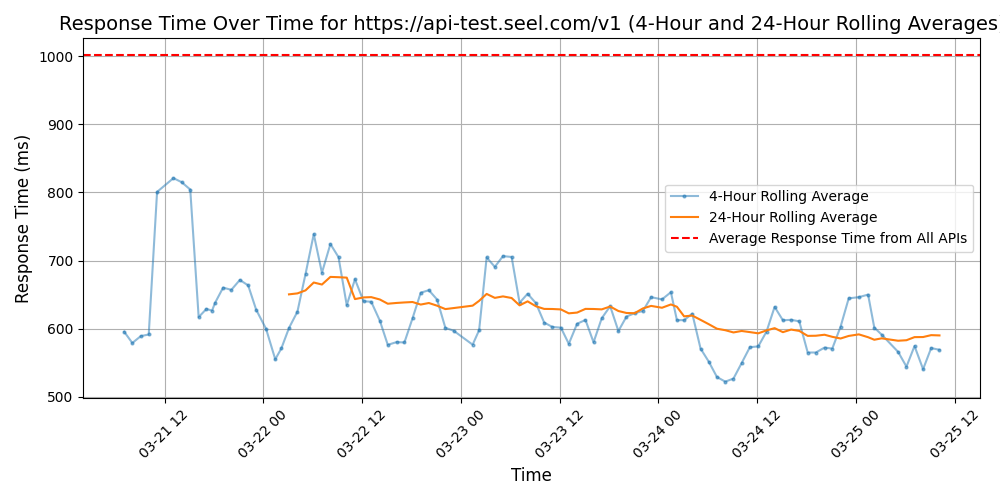 Response Time Over Time for https://api-test.seel.com/v1 (4-Hour and 24-Hour Rolling Averages
Response Time (ms)
1000
900
800
700
600
500
4-Hour Rolling Average
24-Hour Rolling Average
Average Response Time from All APIs
03-21 12
03-22 00
03-22 12
03-23 00
03-23 12
03-24 00
03-24 12
03-25 00
03-25 12
Time